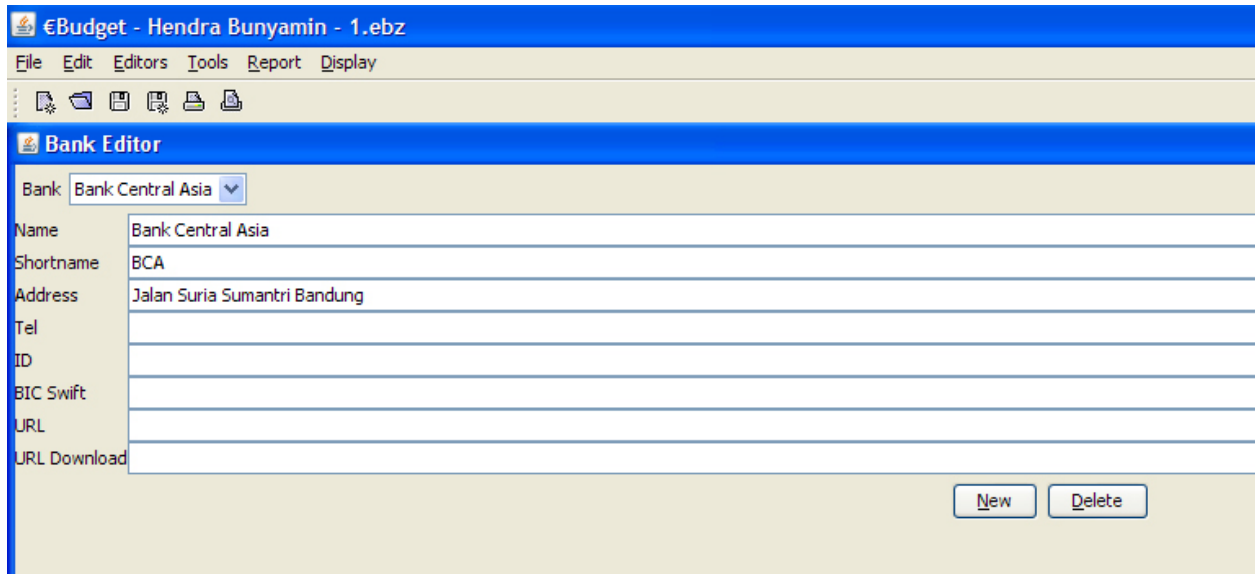 €Budget - Hendra Bunyamin - 1.ebz
File Edit Editors Tools Report Display
Bank Editor
Bank Bank Central Asia
Name Bank Central Asia
Shortname BCA
Address Jalan Suria Sumantri Bandung
Tel
ID
BIC Swift
URL
URL Download
New Delete